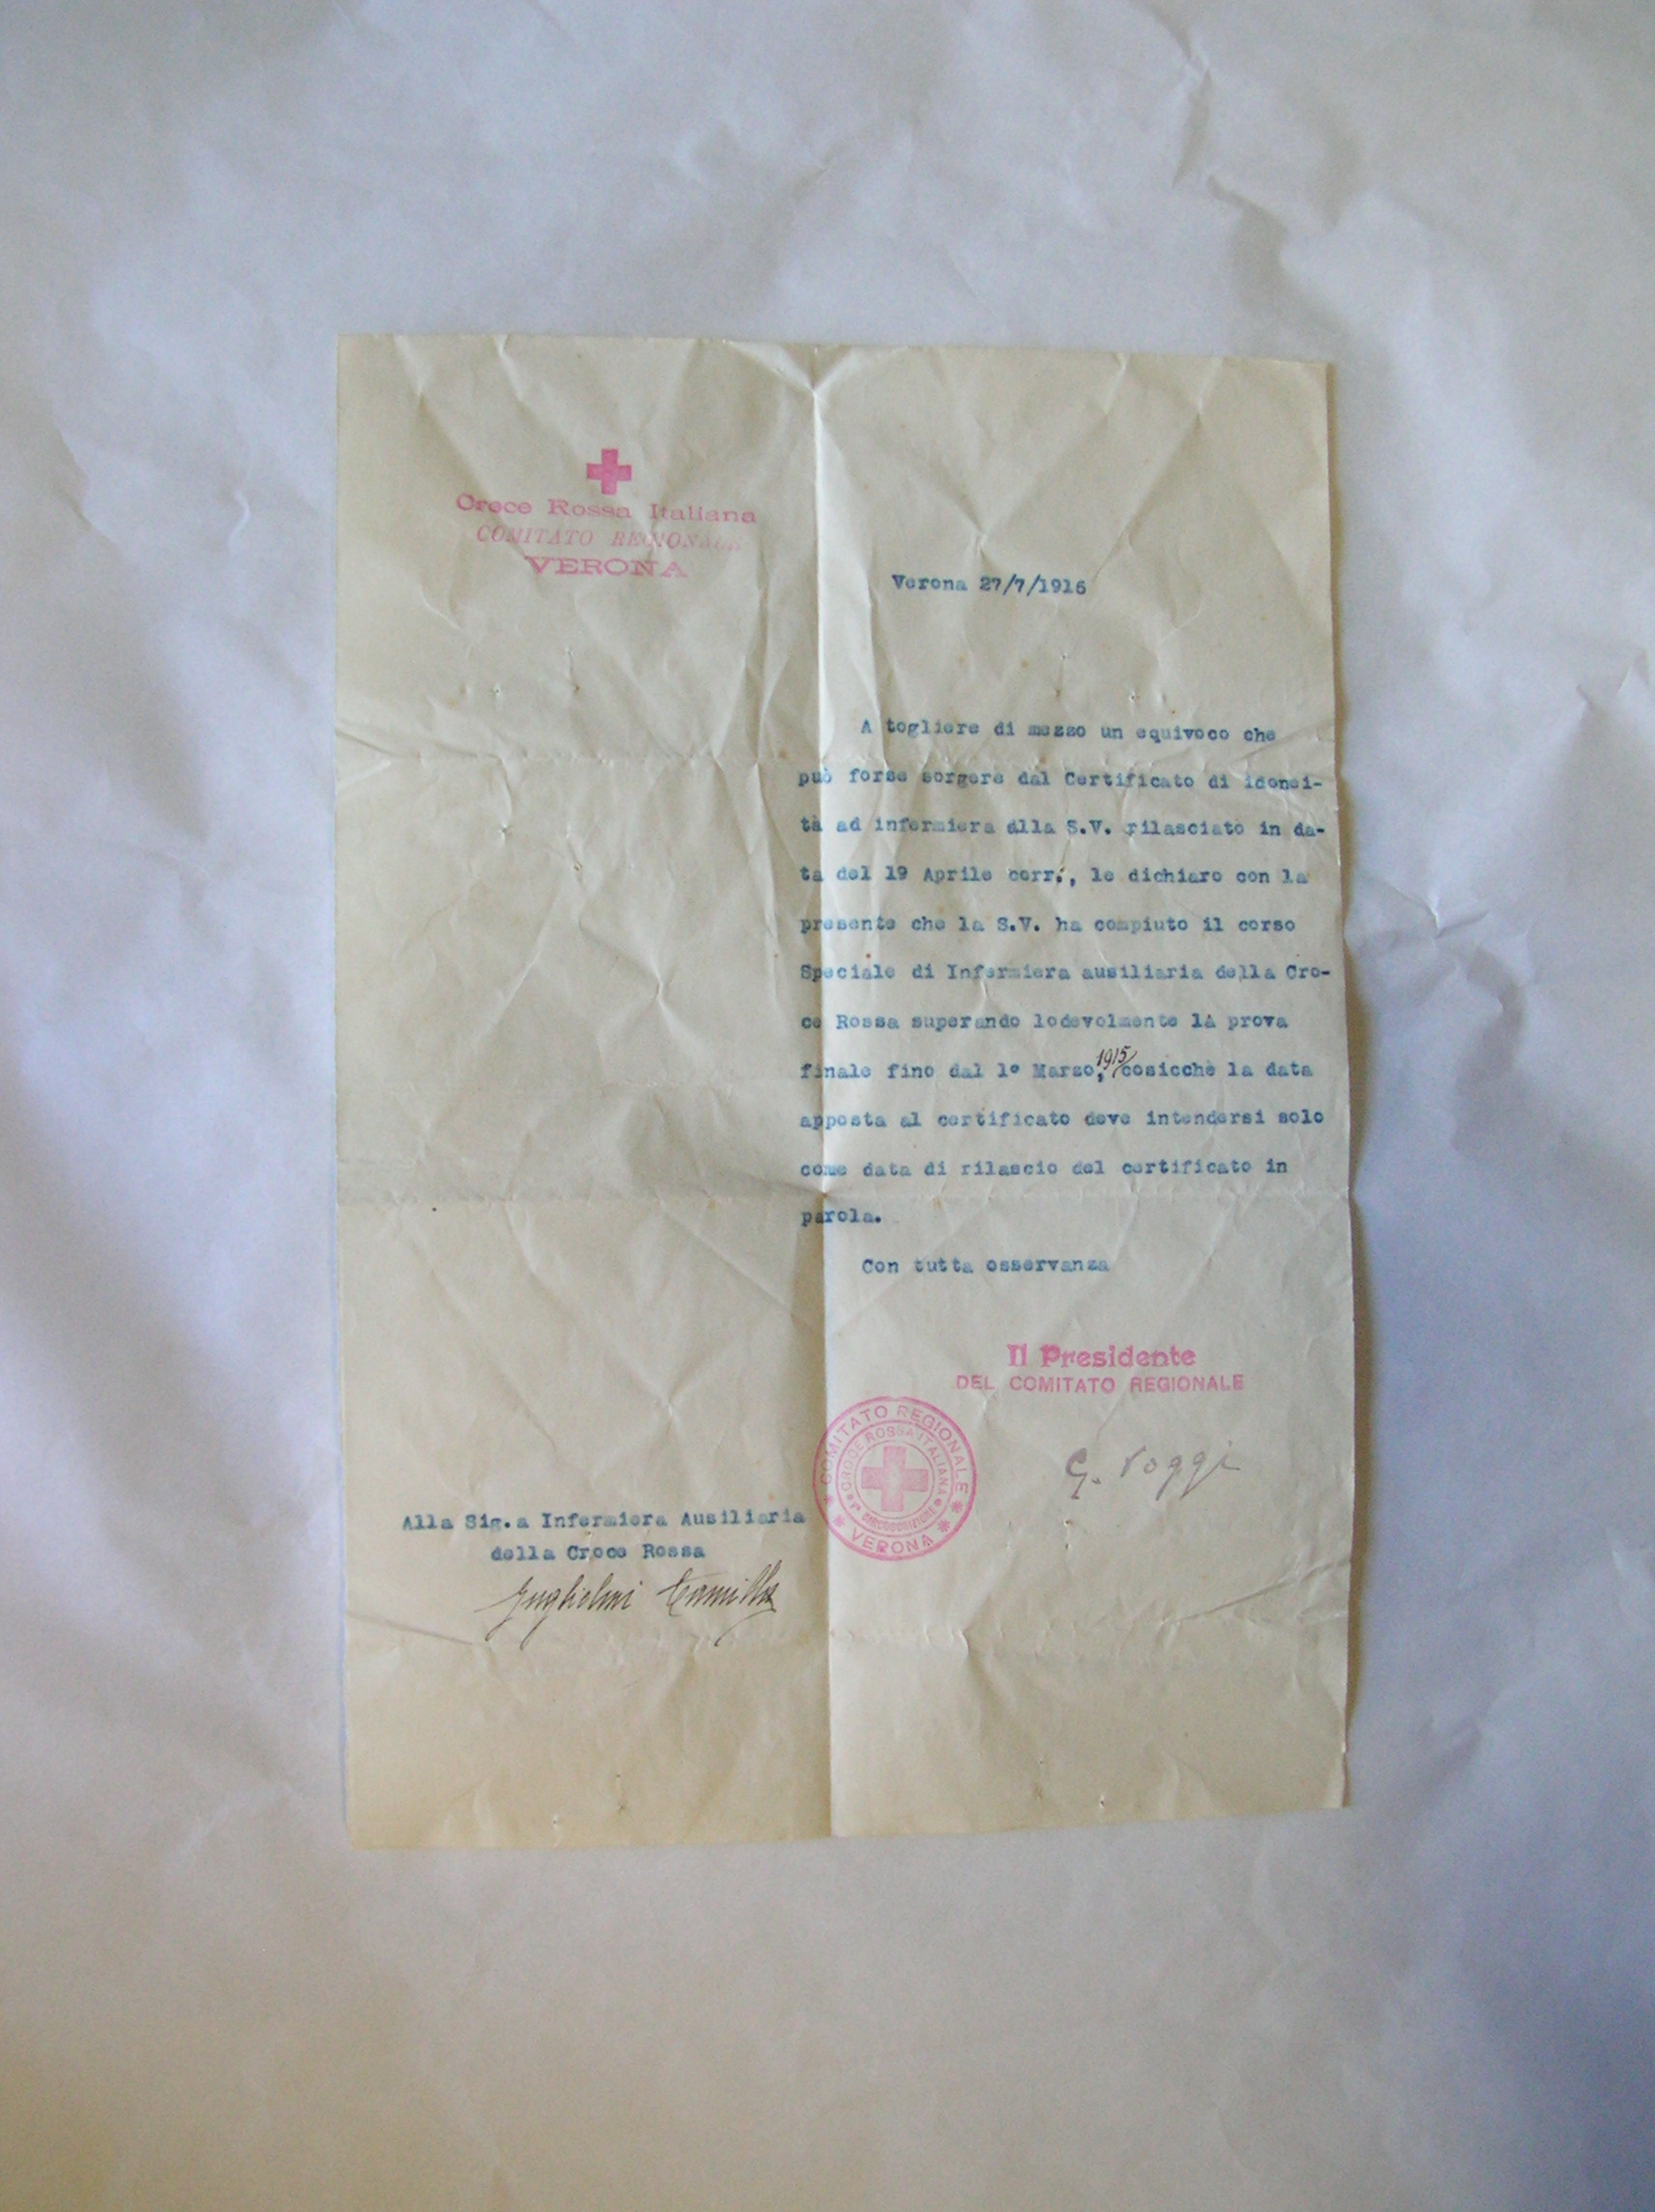 Croce Rossa Italiana
COMITATO REGIONALE
VERONA
Verona 27/7/1916
A togliere di mezzo un equivoco che
può forse sorgere dal Certificato di idonei-
tà ad infermiera alla S.V. rilasciato in da-
ta del 19 Aprile corr., le dichiaro con la
presente che la S.V. ha compiuto il corso
Speciale di Infermiera ausiliaria della Cro-
ce Rossa superando lodevolmente la prova
finale fino dal 1° Marzo, 1915 cosicchè la data
apposta al certificato deve intendersi solo
come data di rilascio del certificato in
parola.
Con tutta osservanza
Il Presidente
DEL COMITATO REGIONALE
COMITATO REGIONALE
CROCE ROSSA ITALIANA
CIRCOSCRIZIONE
VERONA
G.
Alla Sig.a Infermiera Ausiliaria
della Croce Rossa
Guglielmi Camilla